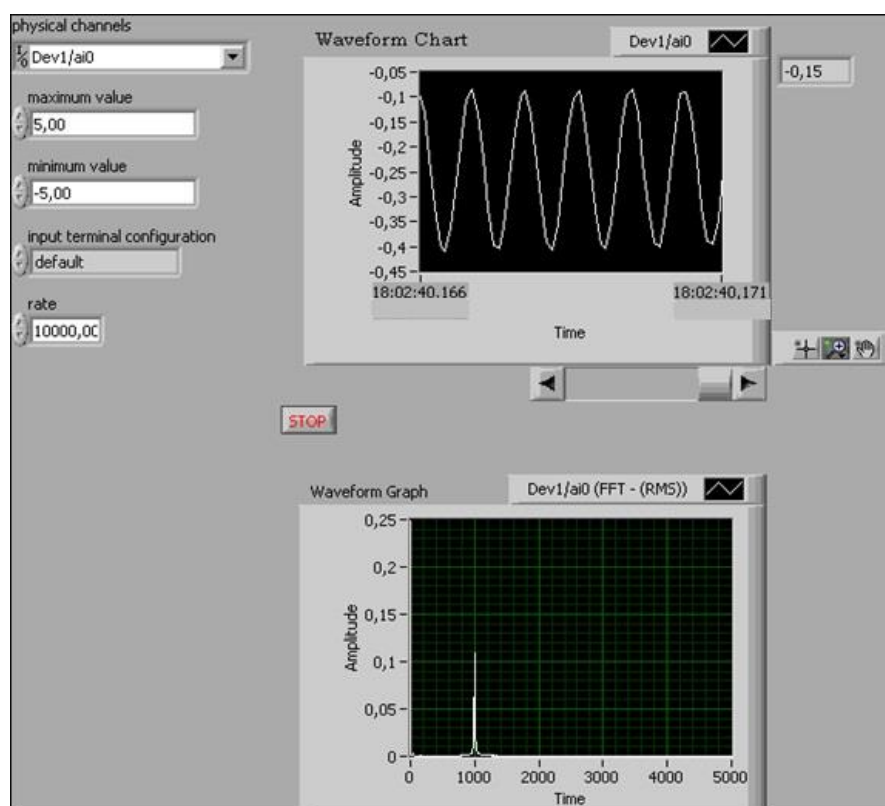 physical channels
Dev1/ai0
maximum value
5,00
minimum value
-5,00
input terminal configuration
default
rate
10000,00
Waveform Chart
Dev1/ai0
-0,15
Amplitude
-0,05
-0,1
-0,15
-0,2
-0,25
-0,3
-0,35
-0,4
-0,45
18:02:40.166
18:02:40,171
Time
STOP
Waveform Graph
Dev1/ai0 (FFT - (RMS))
Amplitude
0,25
0,2
0,15
0,1
0,05
0
0 1000 2000 3000 4000 5000
Time